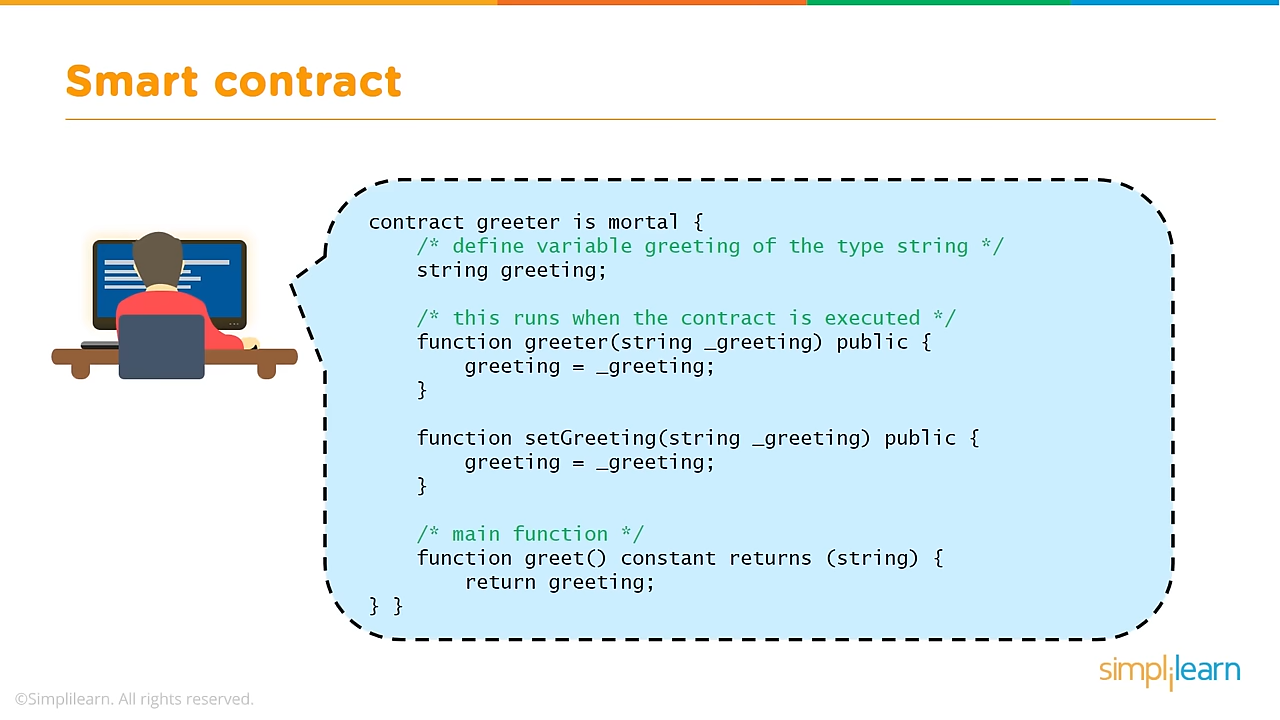 Smart contract
contract greeter is mortal {
/* define variable greeting of the type string */
string greeting;
/* this runs when the contract is executed */
function greeter(string _greeting) public {
greeting = _greeting;
}
function setGreeting(string _greeting) public {
greeting = _greeting;
}
/* main function */
function greet() constant returns (string) {
return greeting;
} }
simplilearn
©Simplilearn. All rights reserved.